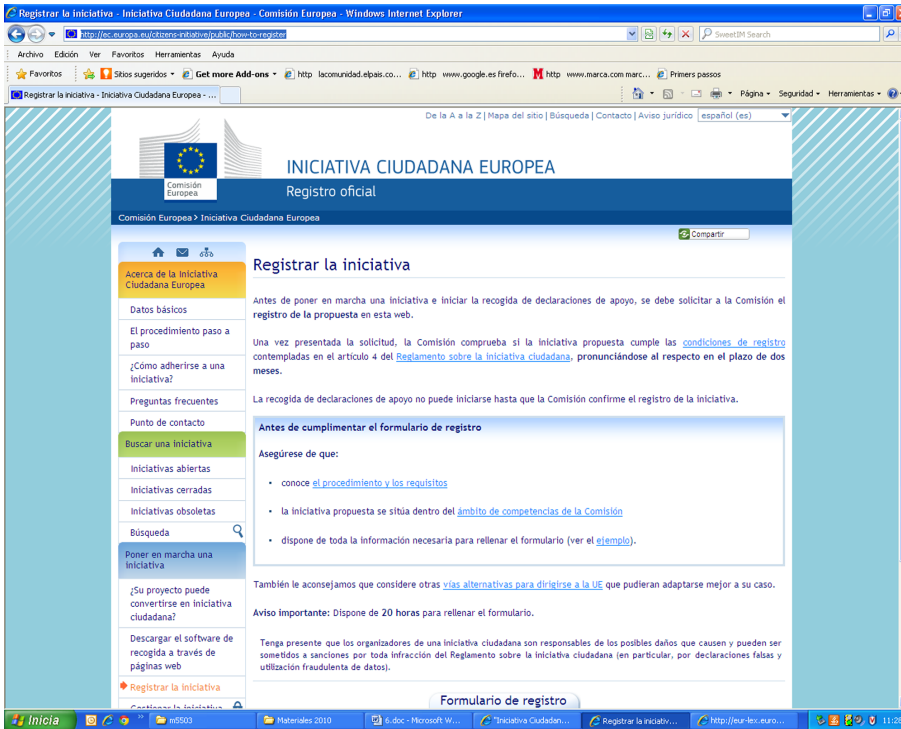 Registrar la iniciativa - Iniciativa Ciudadana Europea - Comisión Europea - Windows Internet Explorer
http://ec.europa.eu/citizens-initiative/public/how-to-register
SweetIM Search
Archivo Edición Ver Favoritos Herramientas Ayuda
Favoritos Sitios sugeridos Get more Add-ons http lacomunidad.elpais.co... http www.google.es firefo... http www.marca.com marc... Primeros passos
Registrar la iniciativa - Iniciativa Ciudadana Europea - ...
Página Seguridad Herramientas
De la A a la Z | Mapa del sitio | Búsqueda | Contacto | Aviso jurídico español (es)
Comisión
Europea
INICIATIVA CIUDADANA EUROPEA
Registro oficial
Comisión Europea > Iniciativa Ciudadana Europea
Compartir
Acerca de la Iniciativa
Ciudadana Europea
Datos básicos
El procedimiento paso a
paso
¿Cómo adherirse a una
iniciativa?
Preguntas frecuentes
Punto de contacto
Buscar una iniciativa
Iniciativas abiertas
Iniciativas cerradas
Iniciativas obsoletas
Búsqueda
Poner en marcha una
iniciativa
¿Su proyecto puede
convertirse en iniciativa
ciudadana?
Descargar el software de
recogida a través de
páginas web
Registrar la iniciativa
Gestionar la iniciativa
Registrar la iniciativa
Antes de poner en marcha una iniciativa e iniciar la recogida de declaraciones de apoyo, se debe solicitar a la Comisión el
registro de la propuesta en esta web.
Una vez presentada la solicitud, la Comisión comprueba si la iniciativa propuesta cumple las condiciones de registro
contempladas en el artículo 4 del Reglamento sobre la iniciativa ciudadana, pronunciándose al respecto en el plazo de dos
meses.
La recogida de declaraciones de apoyo no puede iniciarse hasta que la Comisión confirme el registro de la iniciativa.
Antes de cumplimentar el formulario de registro
Asegúrese de que:
• conoce el procedimiento y los requisitos
• la iniciativa propuesta se sitúa dentro del ámbito de competencias de la Comisión
• dispone de toda la información necesaria para rellenar el formulario (ver el ejemplo).
También le aconsejamos que considere otras vías alternativas para dirigirse a la UE que pudieran adaptarse mejor a su caso.
Aviso importante: Dispone de 20 horas para rellenar el formulario.
Tenga presente que los organizadores de una iniciativa ciudadana son responsables de los posibles daños que causen y pueden ser
sometidos a sanciones por toda infracción del Reglamento sobre la iniciativa ciudadana (en particular, por declaraciones falsas y
utilización fraudulenta de datos).
Formulario de registro
Inicio m5503 Materiales 2010 6.doc - Microsoft W... "Iniciativa Ciudadan... Registrar la iniciativ... http://eur-lex.euro... 11:28